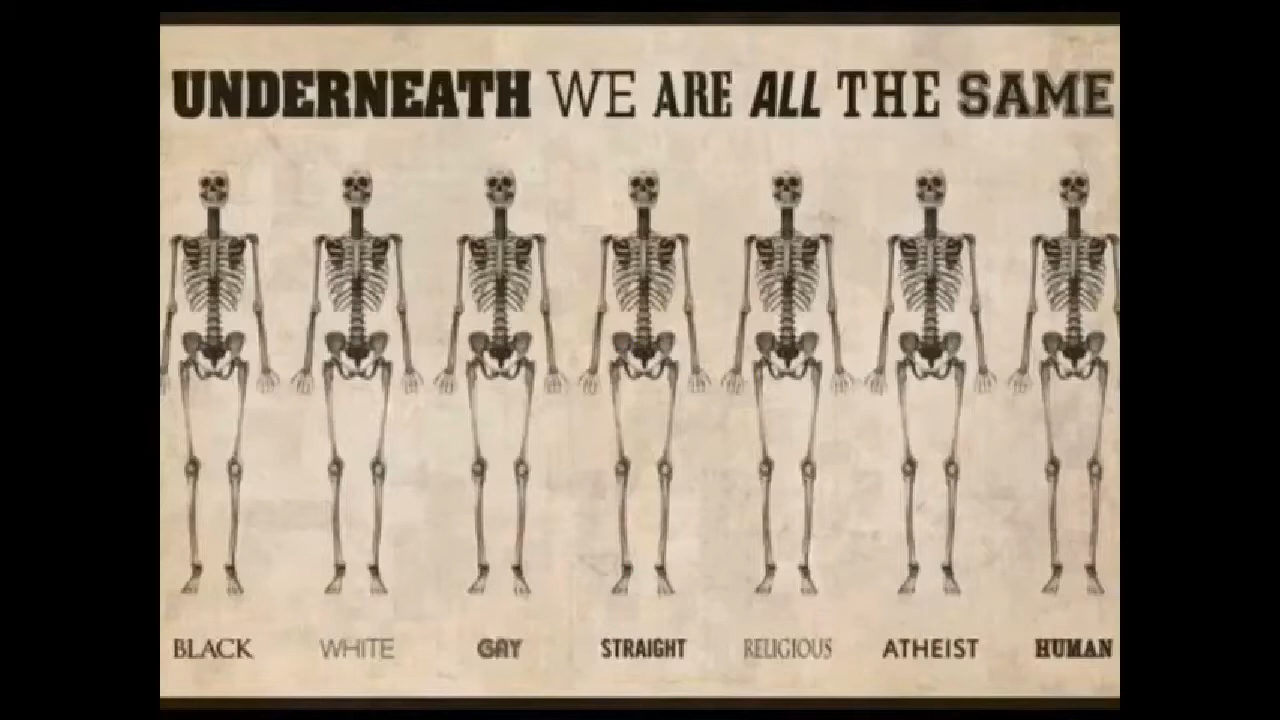 UNDERNEATH WE ARE ALL THE SAME
BLACK WHITE GAY STRAIGHT RELIGIOUS ATHEIST HUMAN